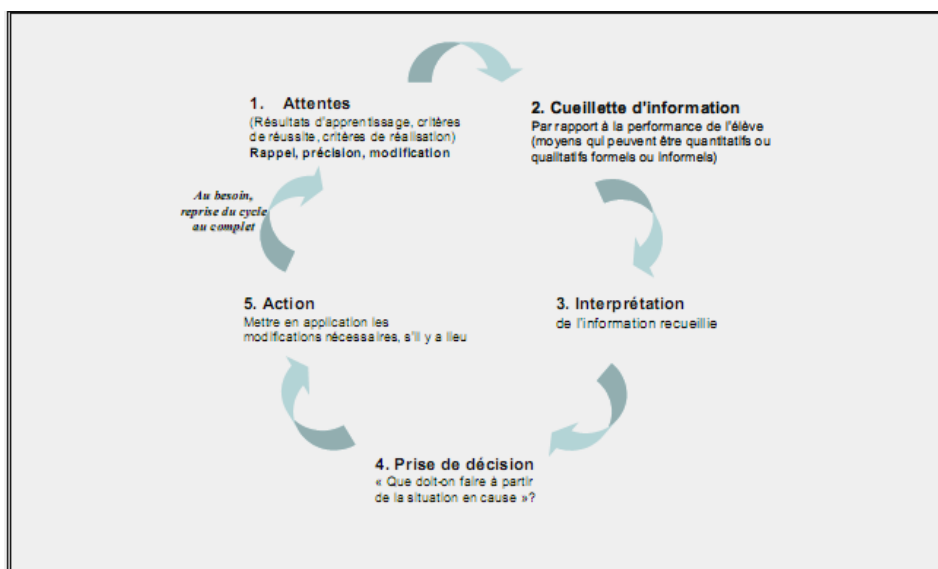 1. Attentes
(Résultats d'apprentissage, critères
de réussite, critères de réalisation)
Rappel, précision, modification
2. Cueillette d'information
Par rapport à la performance de l'élève
(moyens qui peuvent être quantitatifs ou
qualitatifs formels ou informels)
3. Interprétation
de l'information recueillie
4. Prise de décision
« Que doit-on faire à partir
de la situation en cause »?
5. Action
Mettre en application les
modifications nécessaires, s'il y a lieu
Au besoin,
reprise du cycle
au complet